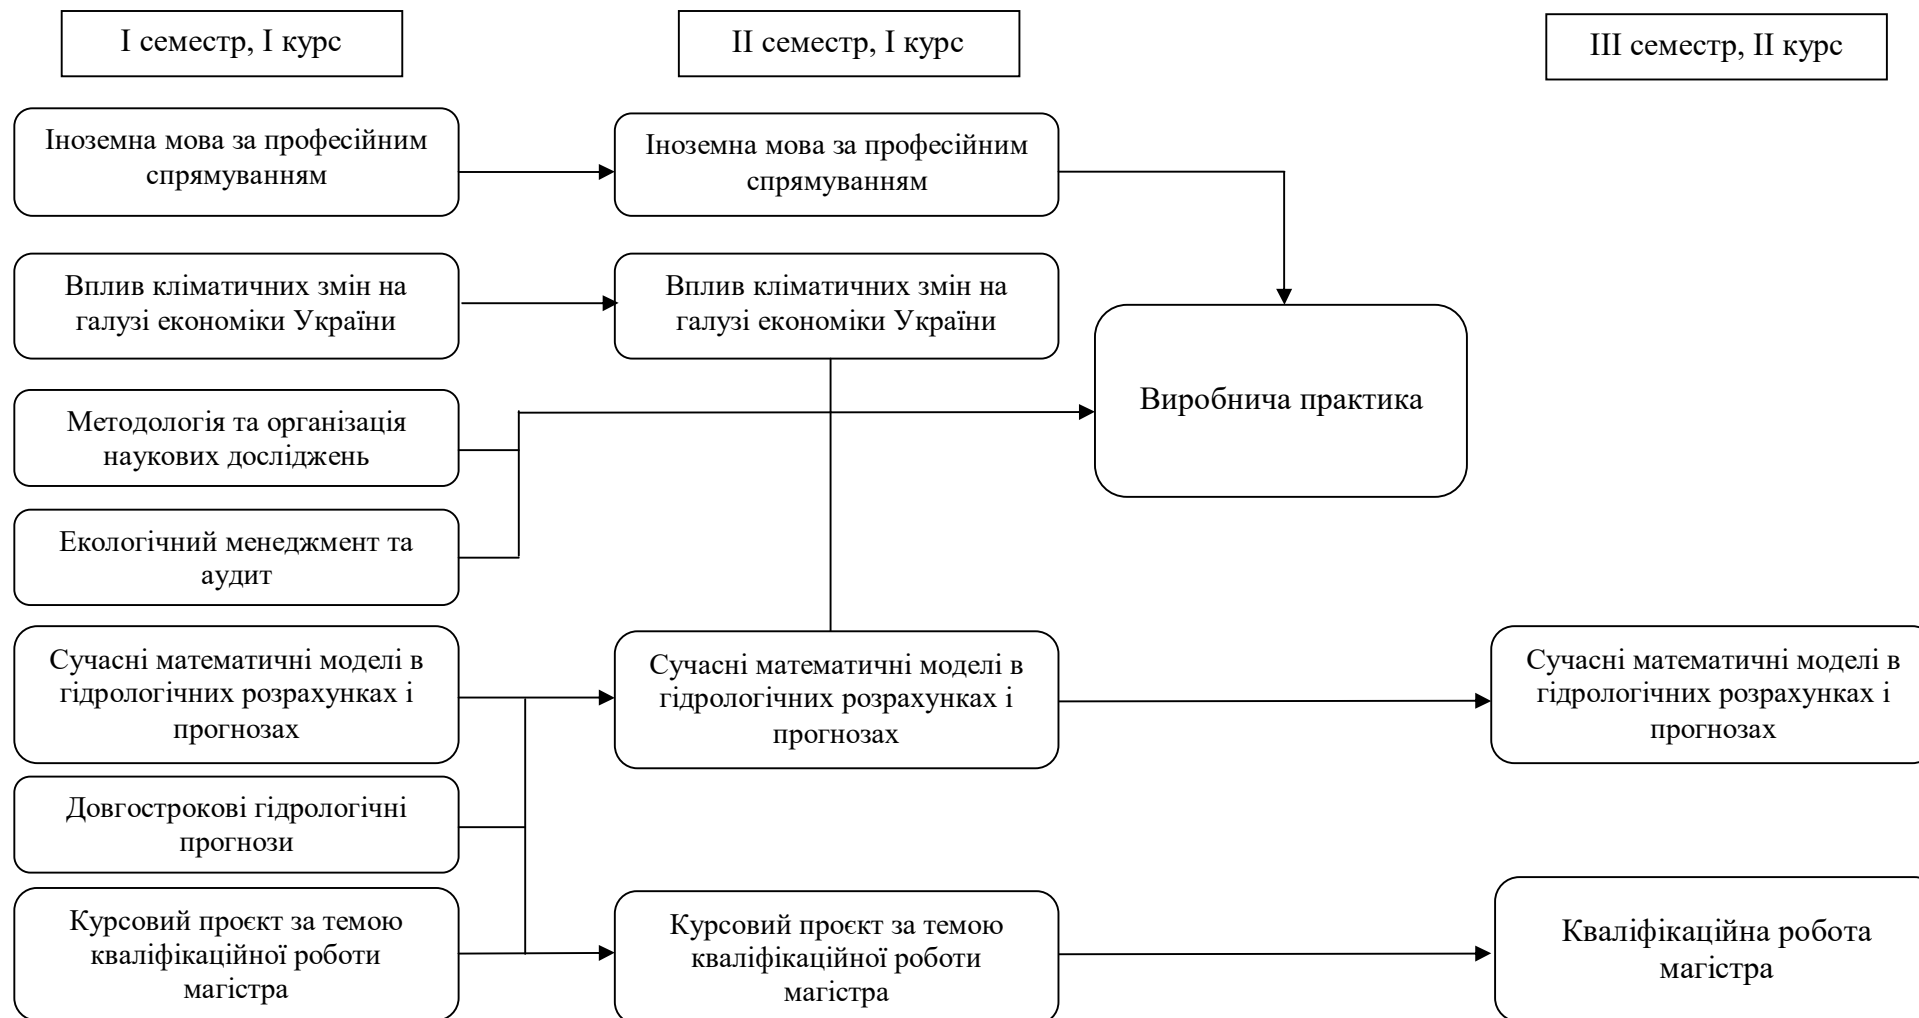 І семестр, І курс
ІІ семестр, І курс
ІІІ семестр, ІІ курс
Іноземна мова за професійним
спрямуванням
Іноземна мова за професійним
спрямуванням
Вплив кліматичних змін на
галузі економіки України
Вплив кліматичних змін на
галузі економіки України
Виробнича практика
Методологія та організація
наукових досліджень
Екологічний менеджмент та
аудит
Сучасні математичні моделі в
гідрологічних розрахунках і
прогнозах
Сучасні математичні моделі в
гідрологічних розрахунках і
прогнозах
Сучасні математичні моделі в
гідрологічних розрахунках і
прогнозах
Довгострокові гідрологічні
прогнози
Курсовий проєкт за темою
кваліфікаційної роботи
магістра
Курсовий проєкт за темою
кваліфікаційної роботи
магістра
Кваліфікаційна робота
магістра